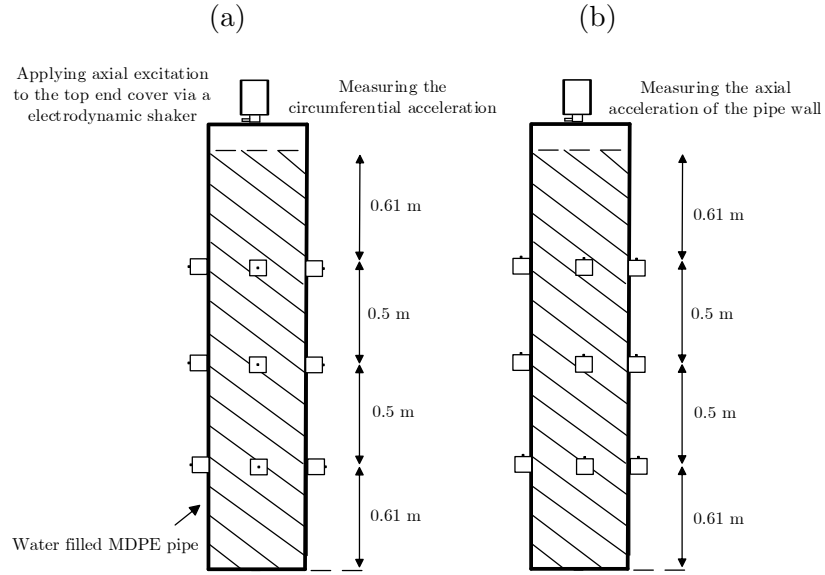 (a)
(b)
Applying axial excitation
to the top end cover via a
electrodynamic shaker
Measuring the
circumferential acceleration
Measuring the axial
acceleration of the pipe wall
0.61 m
0.5 m
0.5 m
0.61 m
Water filled MDPE pipe
0.61 m
0.5 m
0.5 m
0.61 m